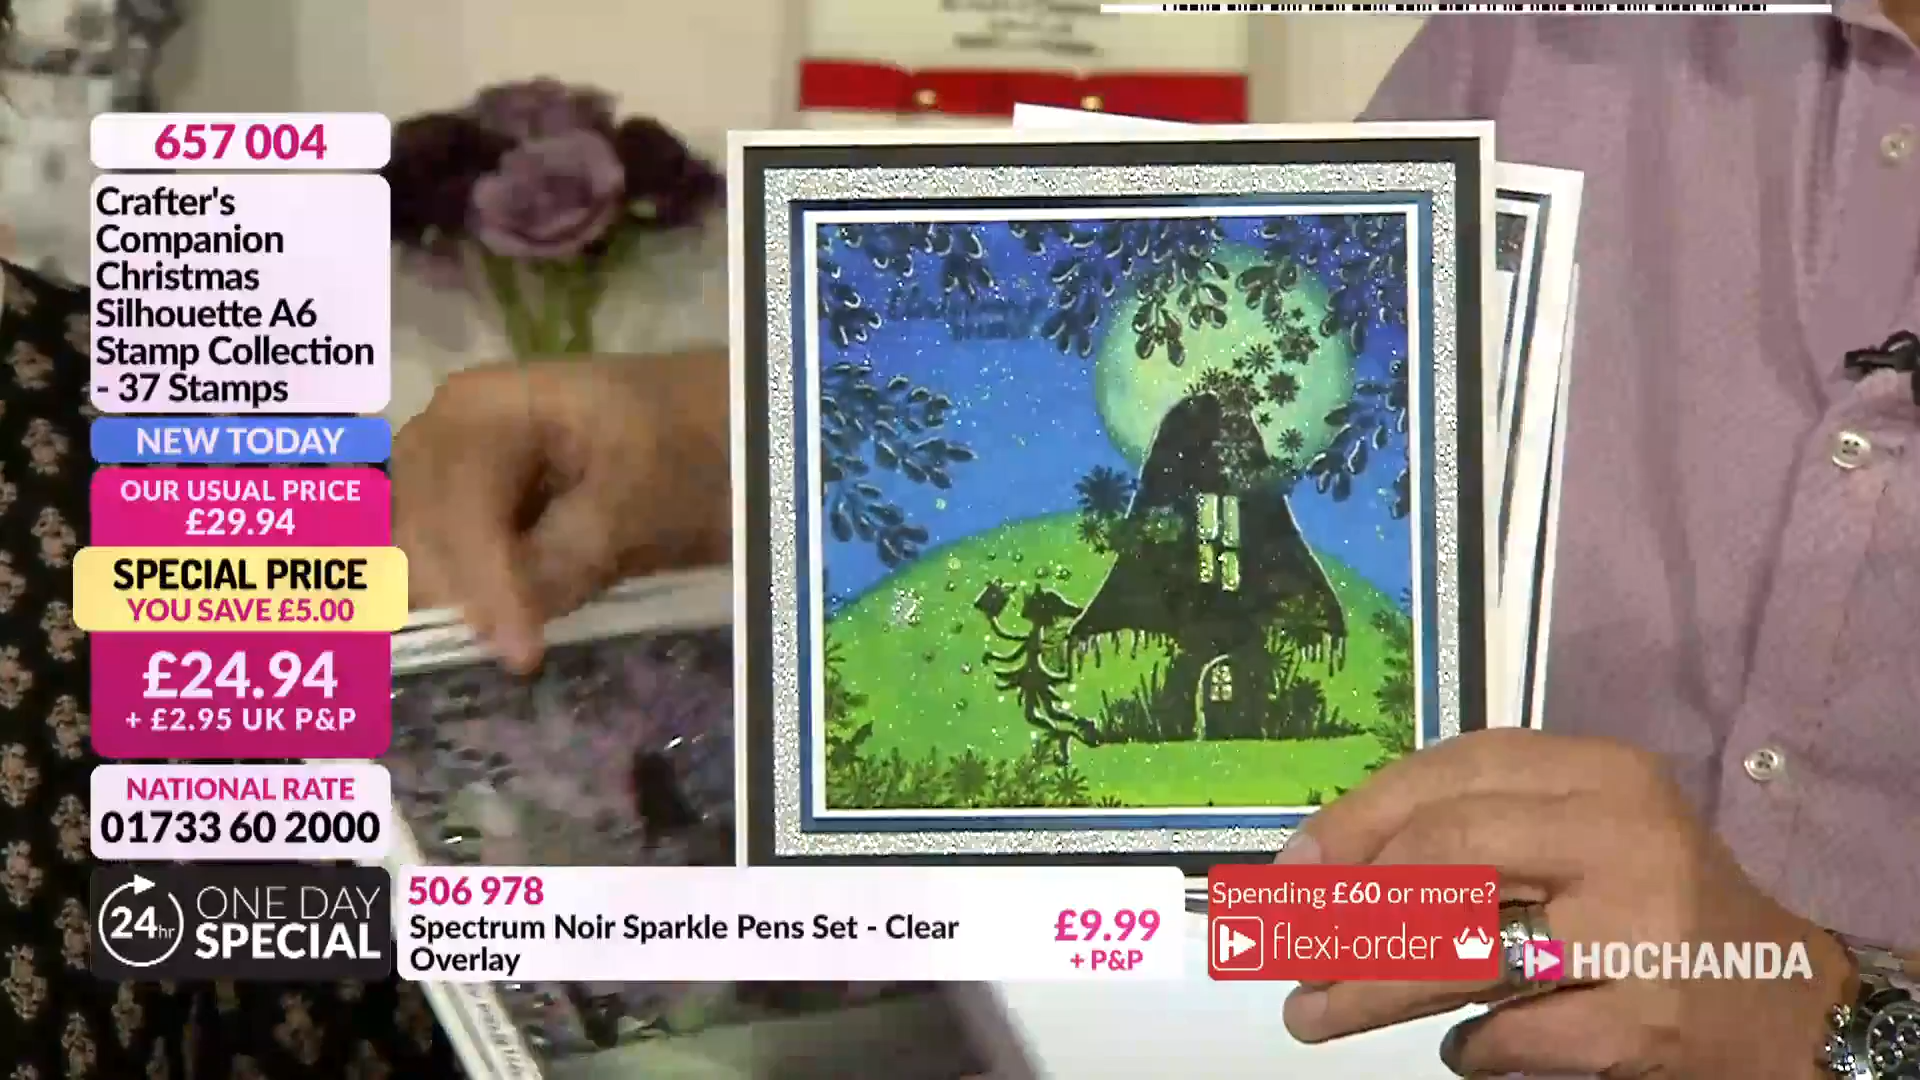 657 004
Crafter's
Companion
Christmas
Silhouette A6
Stamp Collection
- 37 Stamps
NEW TODAY
OUR USUAL PRICE
£29.94
SPECIAL PRICE
YOU SAVE £5.00
£24.94
+ £2.95 UK P&P
NATIONAL RATE
01733 60 2000
24hr
ONE DAY
SPECIAL
506 978
Spectrum Noir Sparkle Pens Set - Clear
Overlay
£9.99
+ P&P
Spending £60 or more?
flexi-order
HOCHANDA